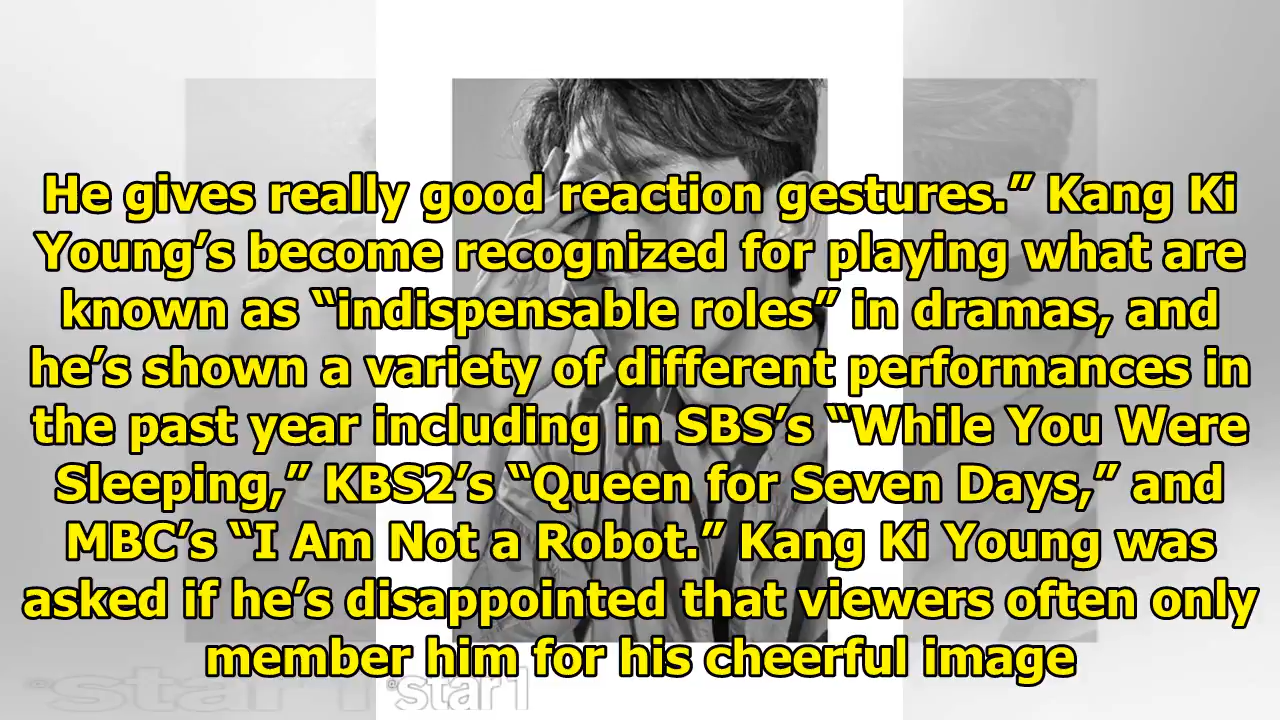 He gives really good reaction gestures.” Kang Ki
Young’s become recognized for playing what are
known as “indispensable roles” in dramas, and
he’s shown a variety of different performances in
the past year including in SBS’s “While You Were
Sleeping,” KBS2’s “Queen for Seven Days,” and
MBC’s “I Am Not a Robot.” Kang Ki Young was
asked if he’s disappointed that viewers often only
member him for his cheerful image
@star1 @star1